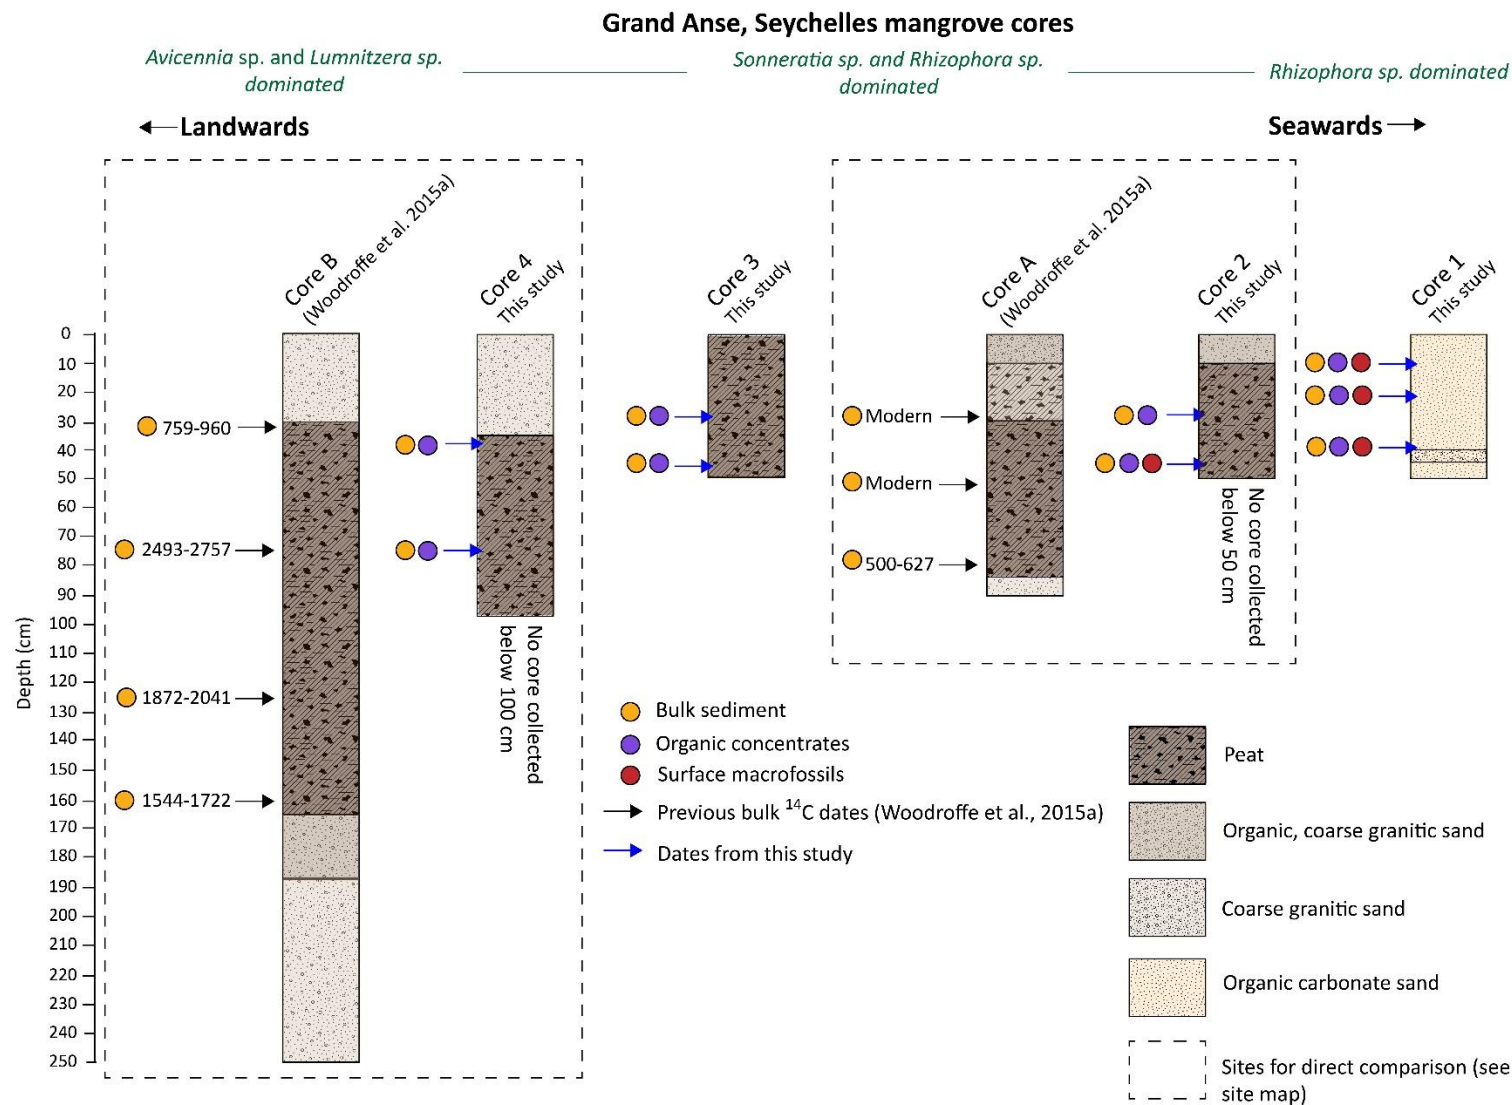 Grand Anse, Seychelles mangrove cores
Avicennia sp. and Lumnitzera sp.
dominated
Sonneratia sp. and Rhizophora sp.
dominated
Rhizophora sp. dominated
Landwards
Seawards
Core B
(Woodroffe et al. 2015a)
Core 4
This study
Core 3
This study
Core A
(Woodroffe et al. 2015a)
Core 2
This study
Core 1
This study
Depth (cm)
0
10
20
30
40
50
60
70
80
90
100
110
120
130
140
150
160
170
180
190
200
210
220
230
240
250
759-960
2493-2757
1872-2041
1544-1722
No core collected
below 100 cm
Modern
Modern
500-627
No core collected
below 50 cm
Bulk sediment
Organic concentrates
Surface macrofossils
Previous bulk 14C dates (Woodroffe et al., 2015a)
Dates from this study
Peat
Organic, coarse granitic sand
Coarse granitic sand
Organic carbonate sand
Sites for direct comparison (see
site map)